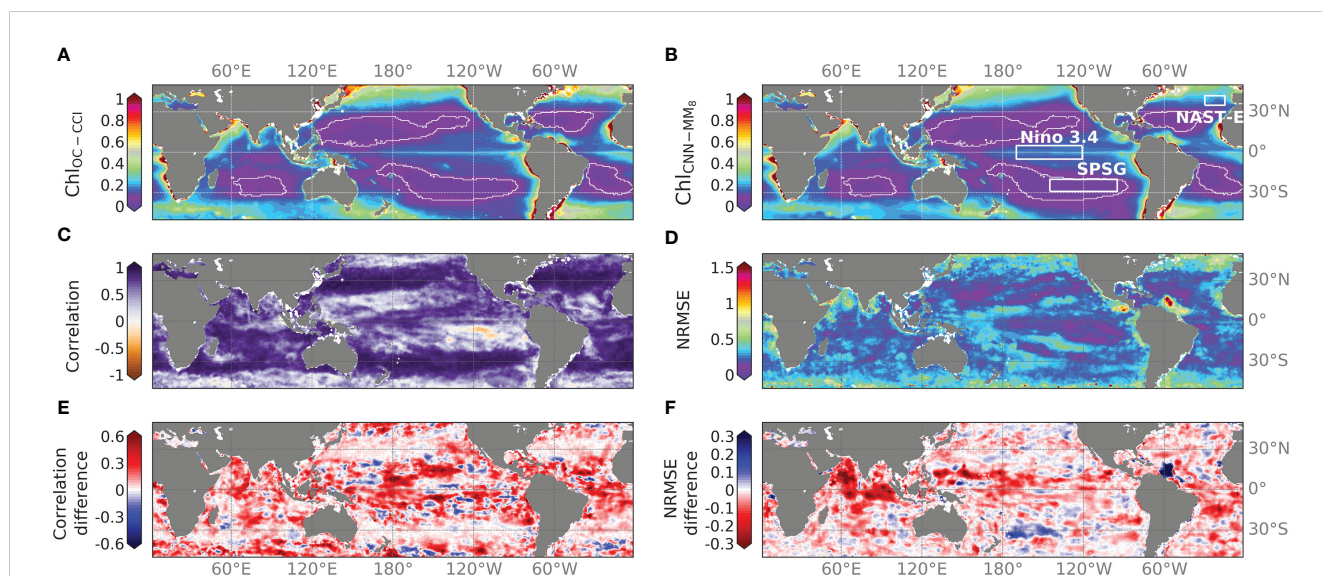 A
B
60°E 120°E 180° 120°W 60°W
60°E 120°E 180° 120°W 60°W
1
0.8
0.6
0.4
0.2
0
Chl OC – CCI
1
0.8
0.6
0.4
0.2
0
Chl CNN–MM8
NAST-E
Nino 3.4
SPSG
30°N
0°
30°S
C
D
1
0.5
0
-0.5
-1
Correlation
1.5
1
0.5
0
NRMSE
30°N
0°
30°S
E
F
0.6
0.3
0
-0.3
-0.6
Correlation
difference
0.3
0.2
0.1
0
-0.1
-0.2
-0.3
NRMSE
difference
30°N
0°
30°S
60°E 120°E 180° 120°W 60°W
60°E 120°E 180° 120°W 60°W